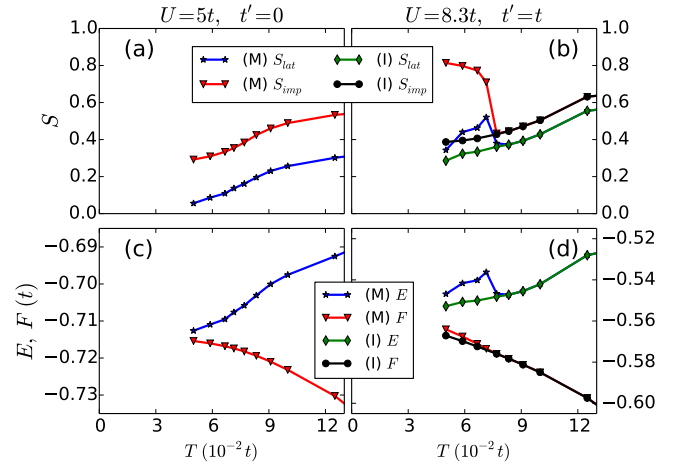 U=5t, t′=0
U=8.3t, t′=t
(a)
(b)
(M) S_lat
(I) S_lat
(M) S_imp
(I) S_imp
S
1.0
0.8
0.6
0.4
0.2
0.0
1.0
0.8
0.6
0.4
0.2
0.0
(c)
(d)
(M) E
(M) F
(I) E
(I) F
E, F (t)
−0.69
−0.70
−0.71
−0.72
−0.73
−0.52
−0.54
−0.56
−0.58
−0.60
0 3 6 9 12
0 3 6 9 12
T (10⁻² t)
T (10⁻² t)